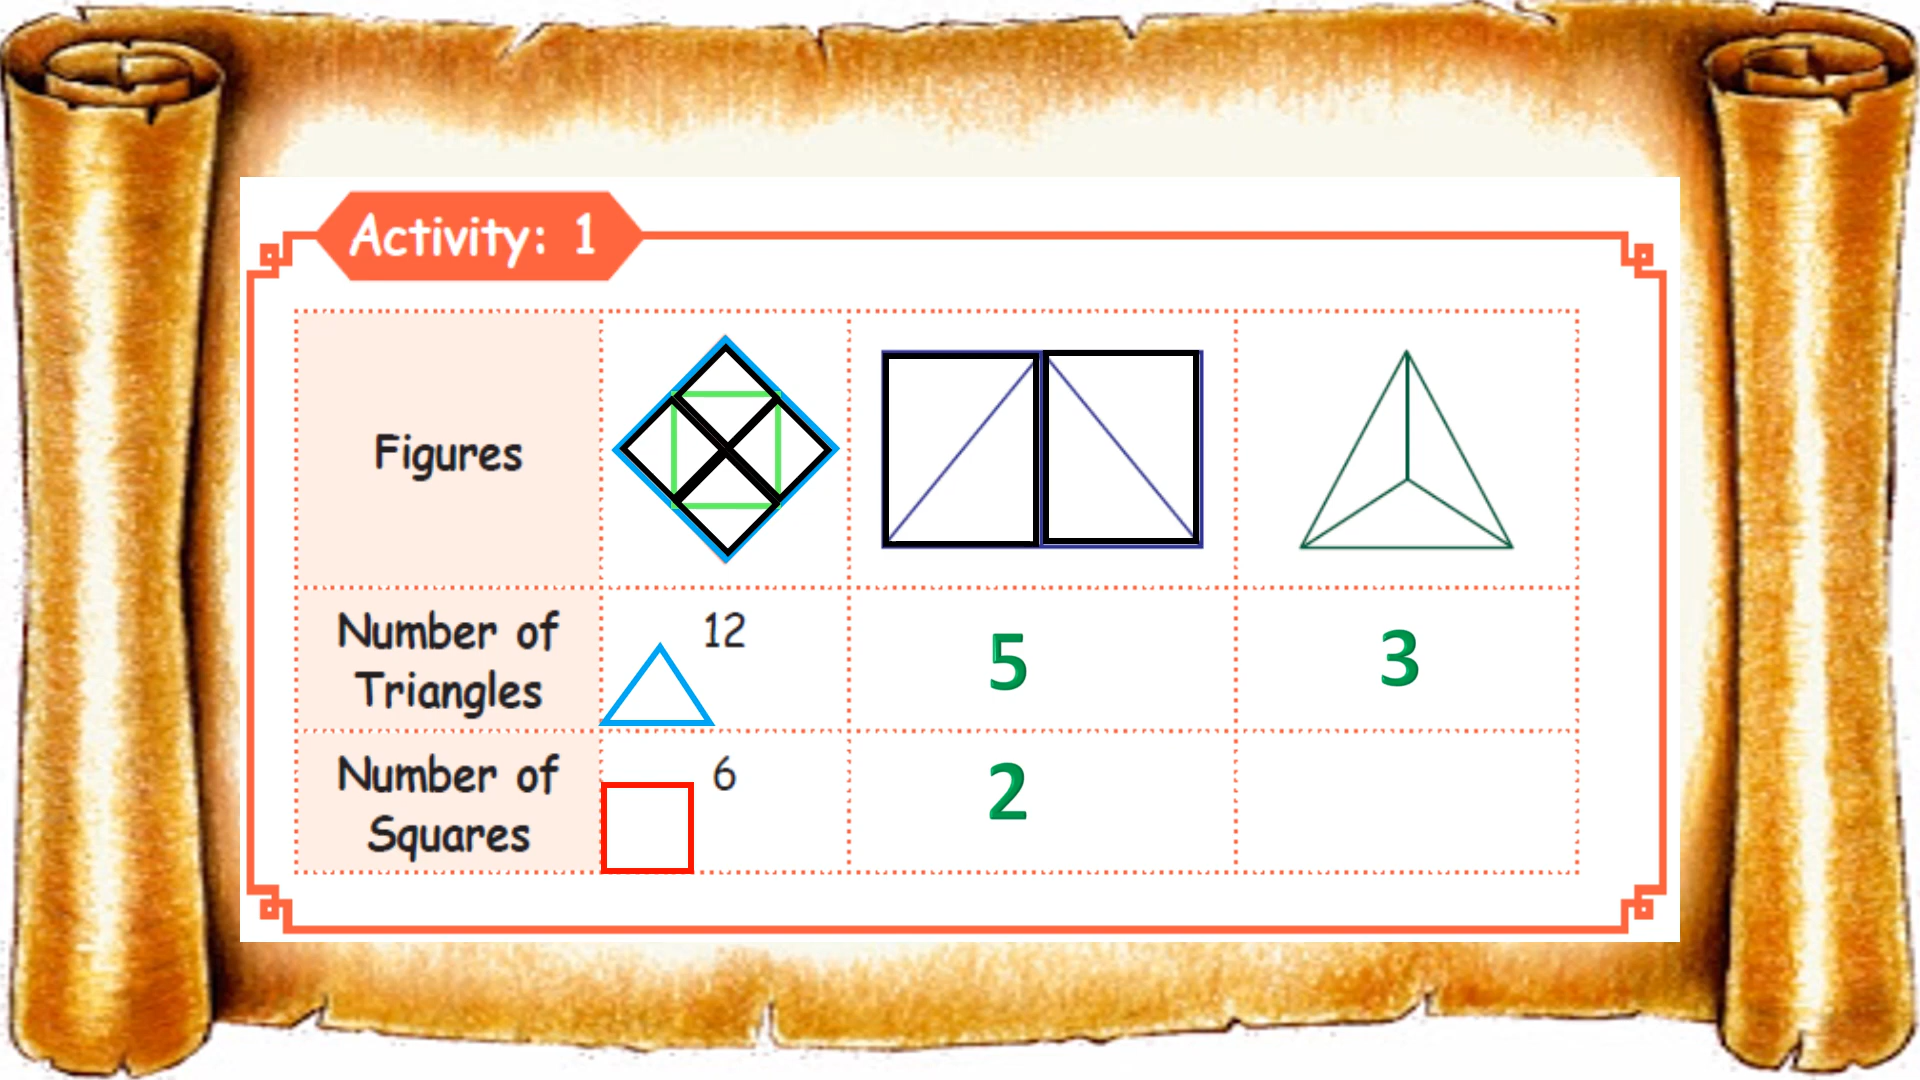 Activity: 1
Figures
Number of
Triangles
12
5
3
Number of
Squares
6
2